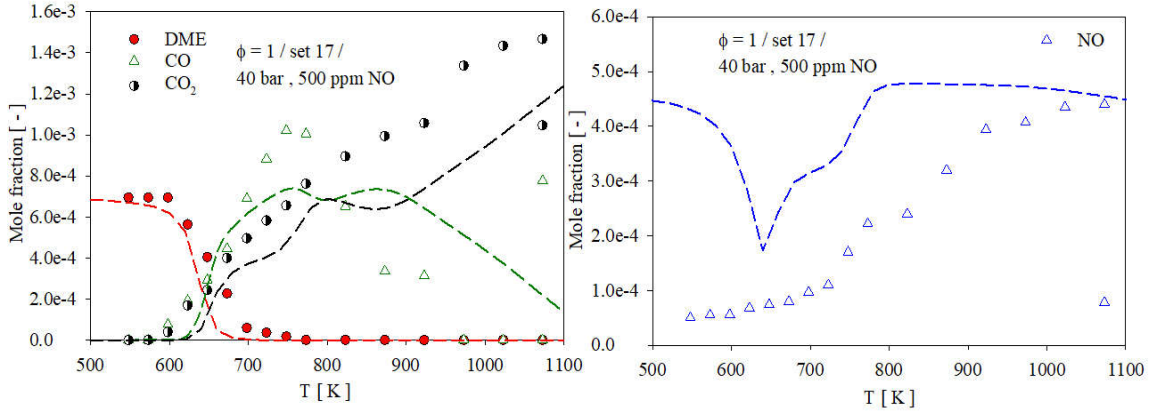 1.6e-3
1.4e-3
1.2e-3
1.0e-3
8.0e-4
6.0e-4
4.0e-4
2.0e-4
0.0
Mole fraction [ - ]
DME
CO
CO₂
ϕ = 1 / set 17 /
40 bar , 500 ppm NO
500 600 700 800 900 1000 1100
T [ K ]
6.0e-4
5.0e-4
4.0e-4
3.0e-4
2.0e-4
1.0e-4
0.0
Mole fraction [ - ]
ϕ = 1 / set 17 /
40 bar , 500 ppm NO
NO
500 600 700 800 900 1000 1100
T [ K ]